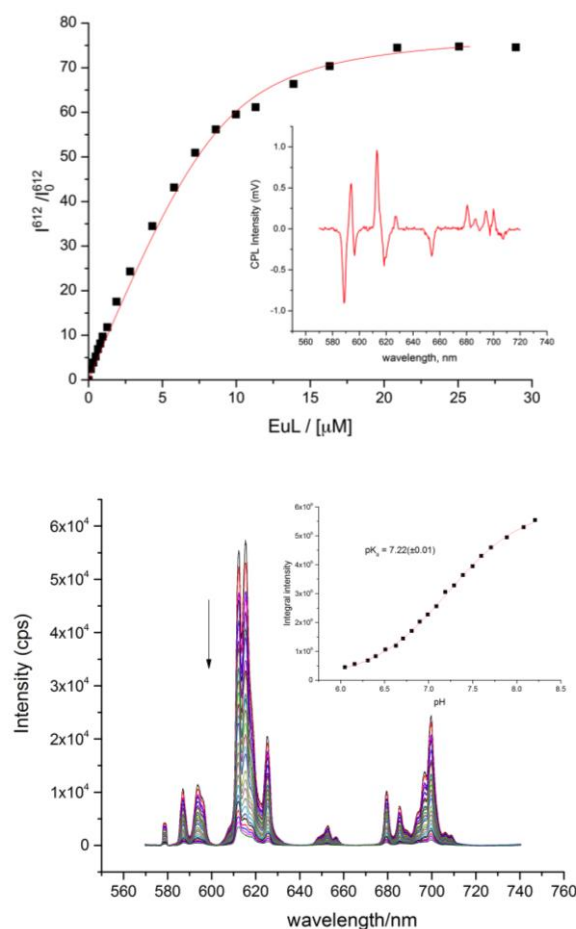 80
70
60
50
40
30
20
10
0
I⁶¹²/I₀⁶¹²
1.0
0.5
0.0
-0.5
-1.0
CPL Intensity (mV)
560 580 600 620 640 660 680 700 720 740
wavelength, nm
0 5 10 15 20 25 30
EuL / [μM]
6x10⁴
5x10⁴
4x10⁴
3x10⁴
2x10⁴
1x10⁴
0
Intensity (cps)
Integral intensity
0
pKₐ = 7.22(±0.01)
6.0 6.5 7.0 7.5 8.0 8.5
pH
560 580 600 620 640 660 680 700 720 740 760
wavelength/nm